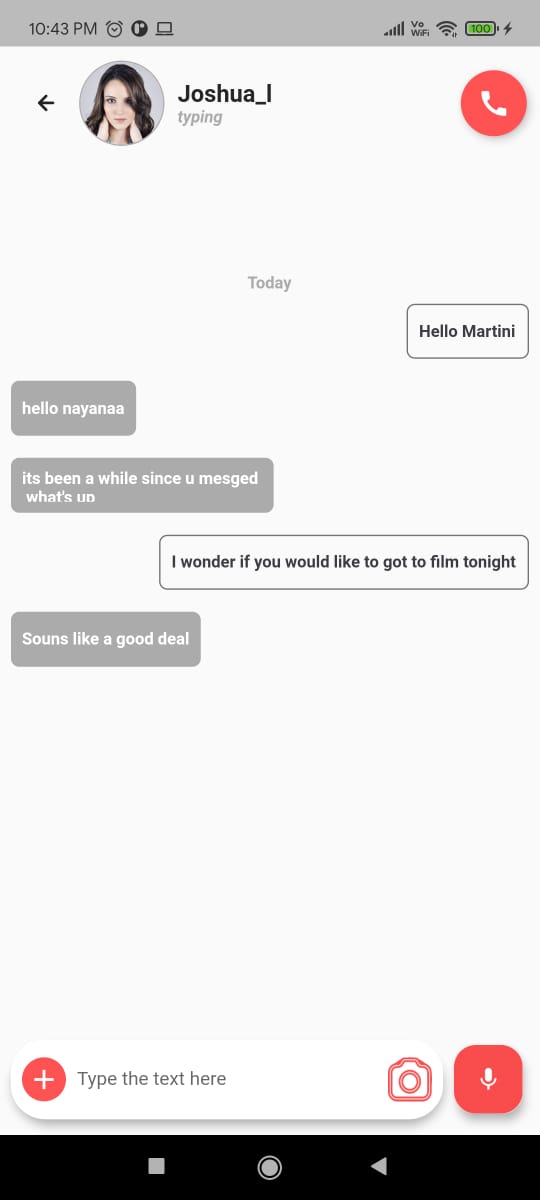 10:43 PM
Vo
WiFi
100
Joshua_l
typing
Today
Hello Martini
hello nayanaa
its been a while since u mesged
what's up
I wonder if you would like to got to film tonight
Souns like a good deal
Type the text here